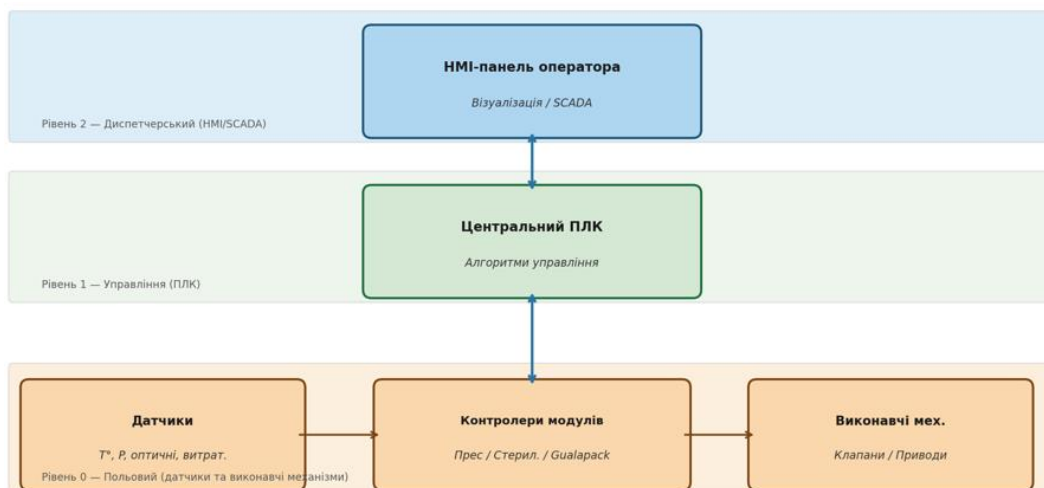 HMI-панель оператора
Візуалізація / SCADA
Рівень 2 — Диспетчерський (HMI/SCADA)
Центральний ПЛК
Алгоритми управління
Рівень 1 — Управління (ПЛК)
Датчики
T°, P, оптичні, витрат.
Контролери модулів
Прес / Стерил. / Gualapack
Виконавчі мех.
Клапани / Приводи
Рівень 0 — Польовий (датчики та виконавчі механізми)